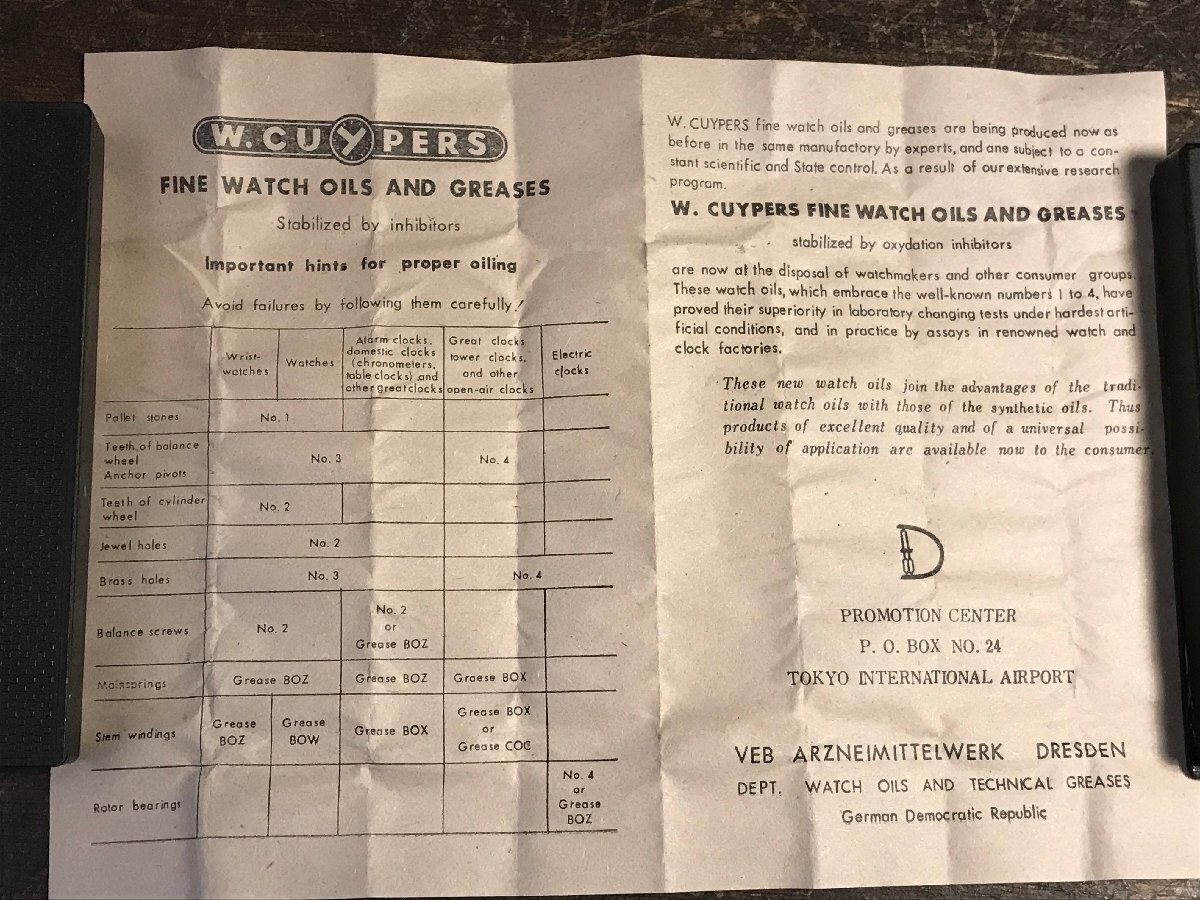 W. CUYPERS
FINE WATCH OILS AND GREASES
Stabilized by inhibitors
Important hints for proper oiling
Avoid failures by following them carefully!
Wrist-
watches
Watches
Alarm clocks,
domestic clocks
(chronometers,
table clocks) and
other great clocks
Great clocks
tower clocks,
and other
open-air clocks
Electric
clocks
Pallet stones
No. 1
Teeth of balance
wheel
Anchor pivots
No. 3
No. 4
Teeth of cylinder
wheel
No. 2
Jewel holes
No. 2
Brass holes
No. 3
No. 4
Balance screws
No. 2
No. 2
or
Grease BOZ
Mainsprings
Grease BOZ
Grease BOZ
Graese BOX
Stem windings
Grease
BOZ
Grease
BOW
Grease BOX
Grease BOX
or
Grease COC
Rotor bearings
No. 4
or
Grease
BOZ
W. CUYPERS fine watch oils and greases are being produced now as
before in the same manufactory by experts, and ane subject to a con-
stant scientific and State control. As a result of our extensive research
program.
W. CUYPERS FINE WATCH OILS AND GREASES
stabilized by oxydation inhibitors
are now at the disposal of watchmakers and other consumer groups.
These watch oils, which embrace the well-known numbers 1 to 4, have
proved their superiority in laboratory changing tests under hardest arti-
ficial conditions, and in practice by assays in renowned watch and
clock factories.
These new watch oils join the advantages of the tradi-
tional watch oils with those of the synthetic oils. Thus
products of excellent quality and of a universal possi-
bility of application are available now to the consumer.
D
PROMOTION CENTER
P. O. BOX NO. 24
TOKYO INTERNATIONAL AIRPORT
VEB ARZNEIMITTELWERK DRESDEN
DEPT. WATCH OILS AND TECHNICAL GREASES
German Democratic Republic